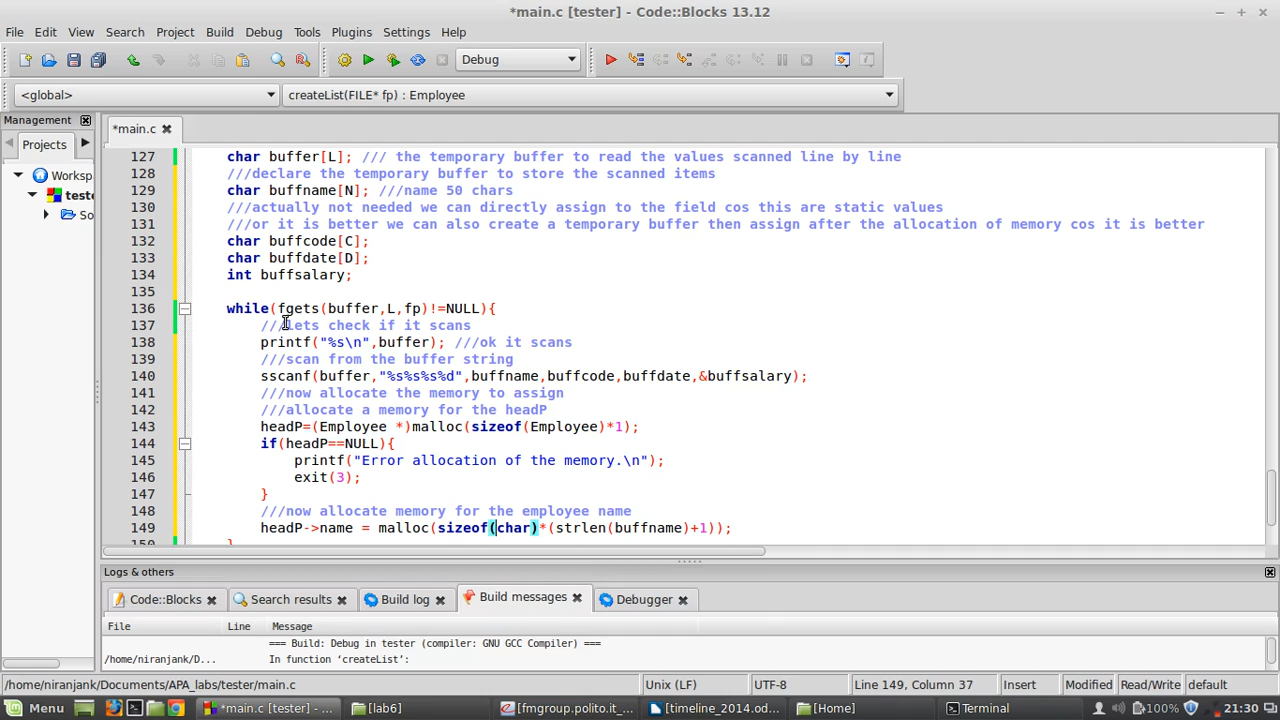 *main.c [tester] - Code::Blocks 13.12
File Edit View Search Project Build Debug Tools Plugins Settings Help
Debug
<global> createList(FILE* fp) : Employee
Management
*main.c
Projects
127 char buffer[L]; /// the temporary buffer to read the values scanned line by line
128 ///declare the temporary buffer to store the scanned items
129 char buffname[N]; ///name 50 chars
130 ///actually not needed we can directly assign to the field cos this are static values
131 ///or it is better we can also create a temporary buffer then assign after the allocation of memory cos it is better
132 char buffcode[C];
133 char buffdate[D];
134 int buffsalary;
135
136 while(fgets(buffer,L,fp)!=NULL){
137 ///lets check if it scans
138 printf("%s\n",buffer); ///ok it scans
139 ///scan from the buffer string
140 sscanf(buffer,"%s%s%s%d",buffname,buffcode,buffdate,&buffsalary);
141 ///now allocate the memory to assign
142 ///allocate a memory for the headP
143 headP=(Employee *)malloc(sizeof(Employee)*1);
144 if(headP==NULL){
145 printf("Error allocation of the memory.\n");
146 exit(3);
147 }
148 ///now allocate memory for the employee name
149 headP->name = malloc(sizeof(char)*(strlen(buffname)+1));
150 }
Worksp
teste
So
Logs & others
Code::Blocks Search results Build log Build messages Debugger
File Line Message
=== Build: Debug in tester (compiler: GNU GCC Compiler) ===
/home/niranjank/D... In function ‘createList’:
/home/niranjank/Documents/APA_labs/tester/main.c Unix (LF) UTF-8 Line 149, Column 37 Insert Modified Read/Write default
Menu *main.c [tester] - ... [lab6] [fmgroup.polito.it_... [timeline_2014.od... [Home] Terminal 100% Fri 19 Dec, 21:30